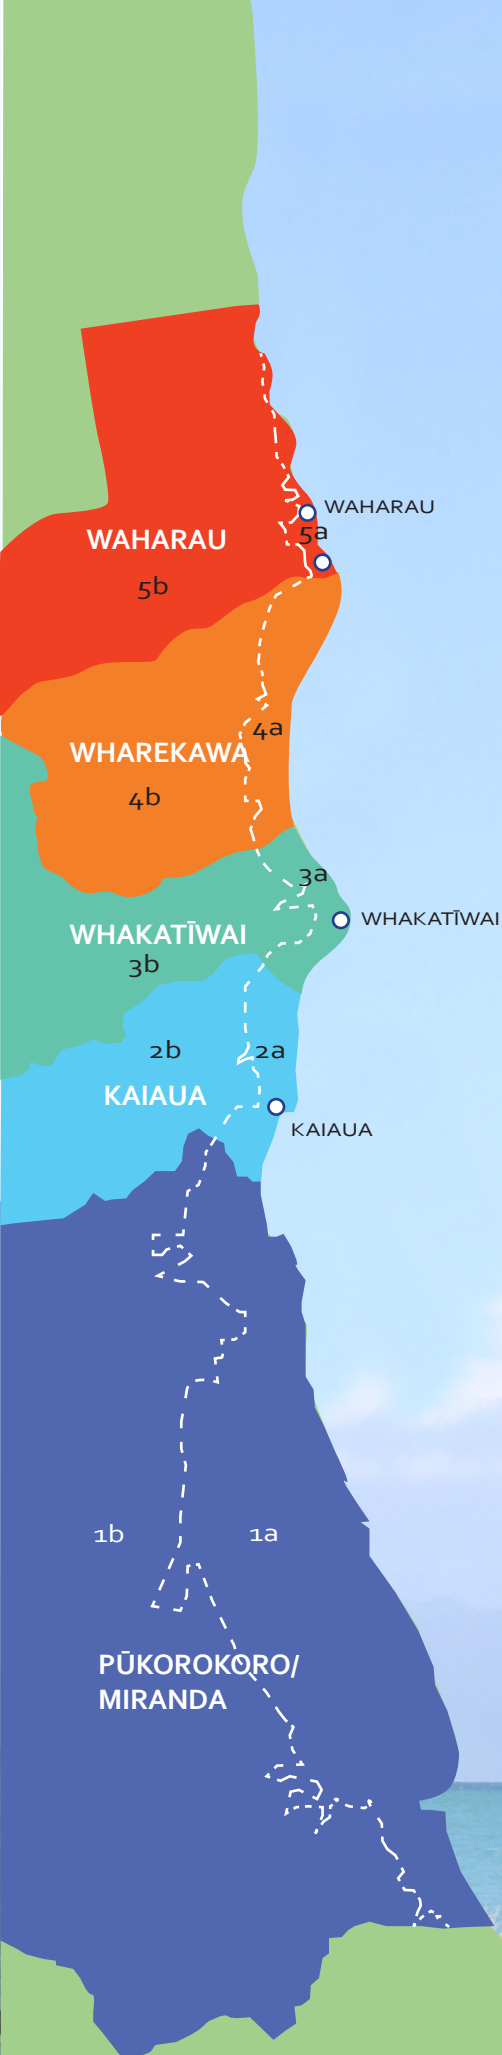 WAHARAU
5a
WAHARAU
5b
4a
WHAREKAWA
4b
3a
WHAKATĪWAI
WHAKATĪWAI
3b
2b
2a
KAIAUA
KAIAUA
1b
1a
PŪKOROKORO/
MIRANDA